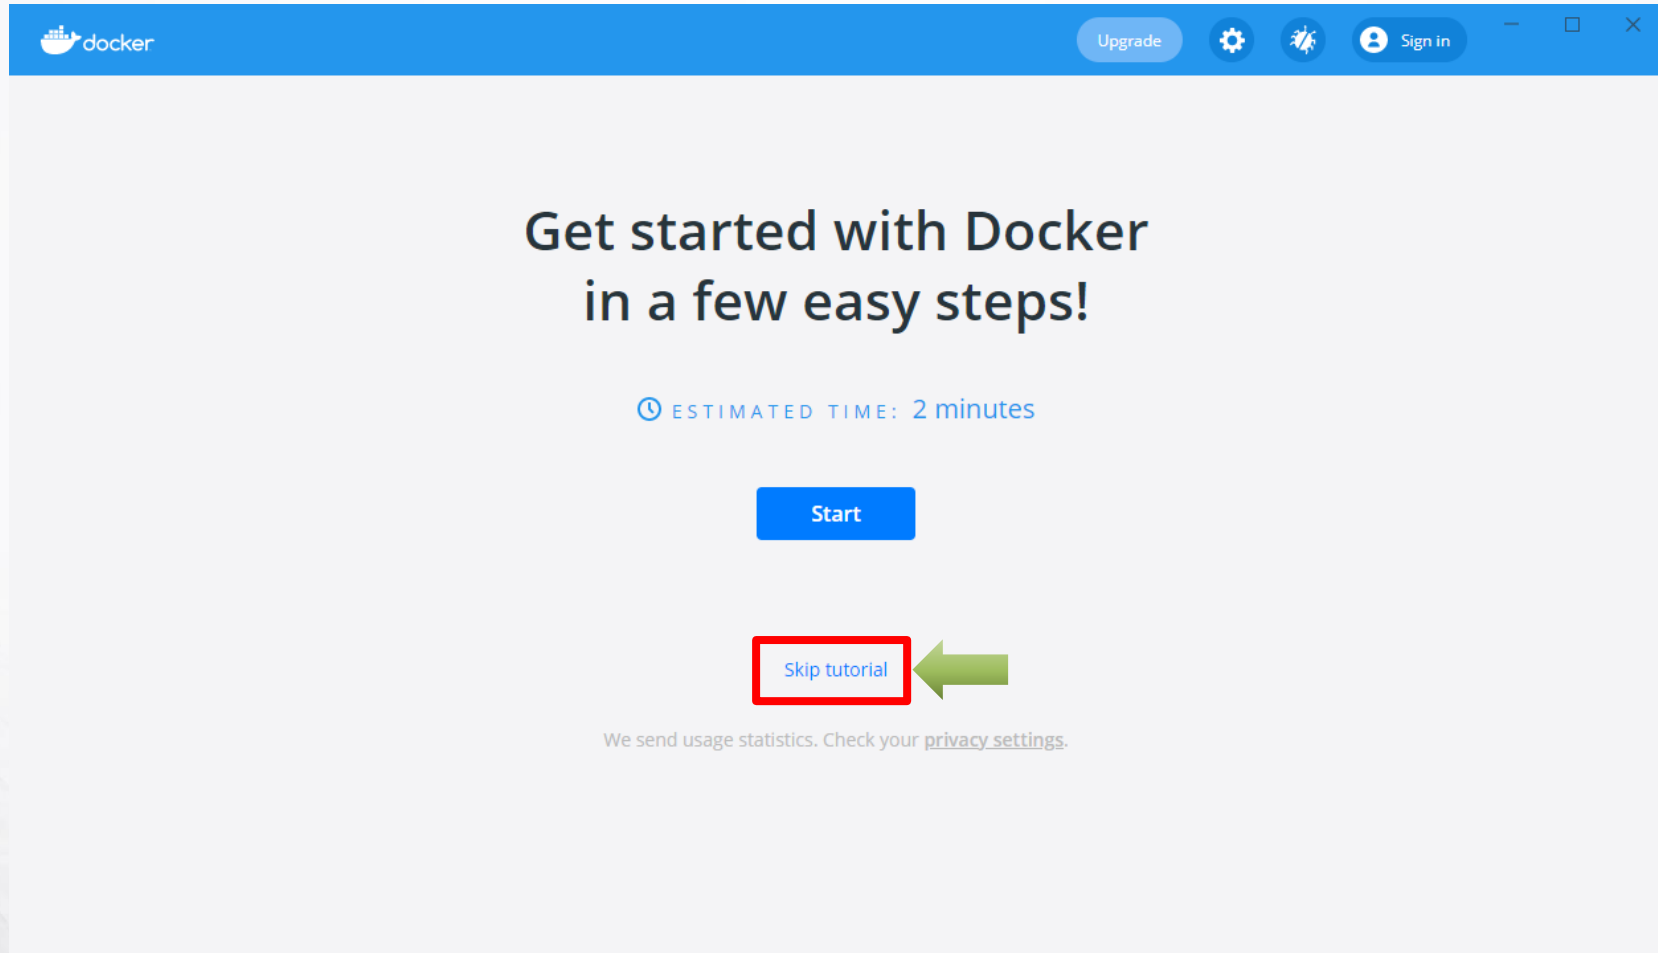 docker
Upgrade
Sign in
Get started with Docker
in a few easy steps!
ESTIMATED TIME: 2 minutes
Start
Skip tutorial
We send usage statistics. Check your privacy settings.